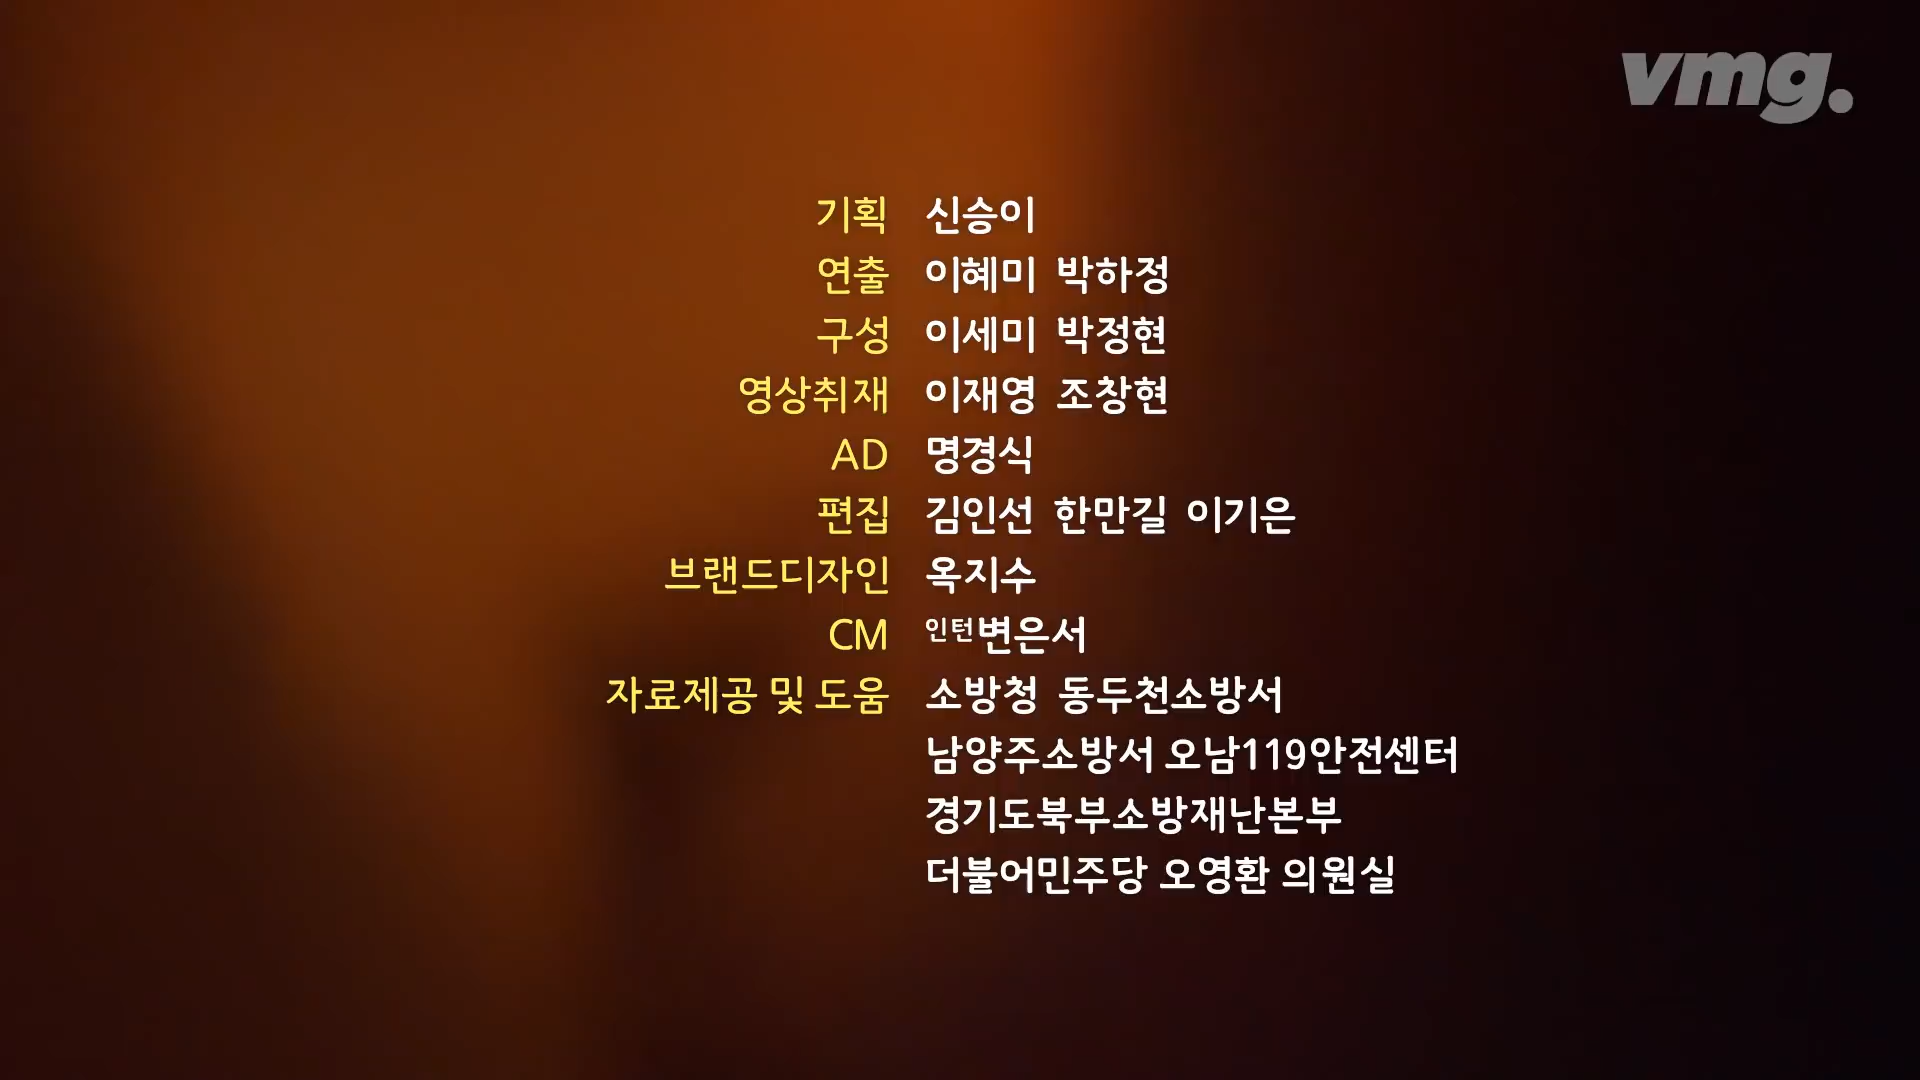 vmg.
기획 신승이
연출 이혜미 박하정
구성 이세미 박정현
영상취재 이재영 조창현
AD 명경식
편집 김인선 한만길 이기은
브랜드디자인 옥지수
CM 인턴변은서
자료제공 및 도움 소방청 동두천소방서
남양주소방서 오남119안전센터
경기도북부소방재난본부
더불어민주당 오영환 의원실